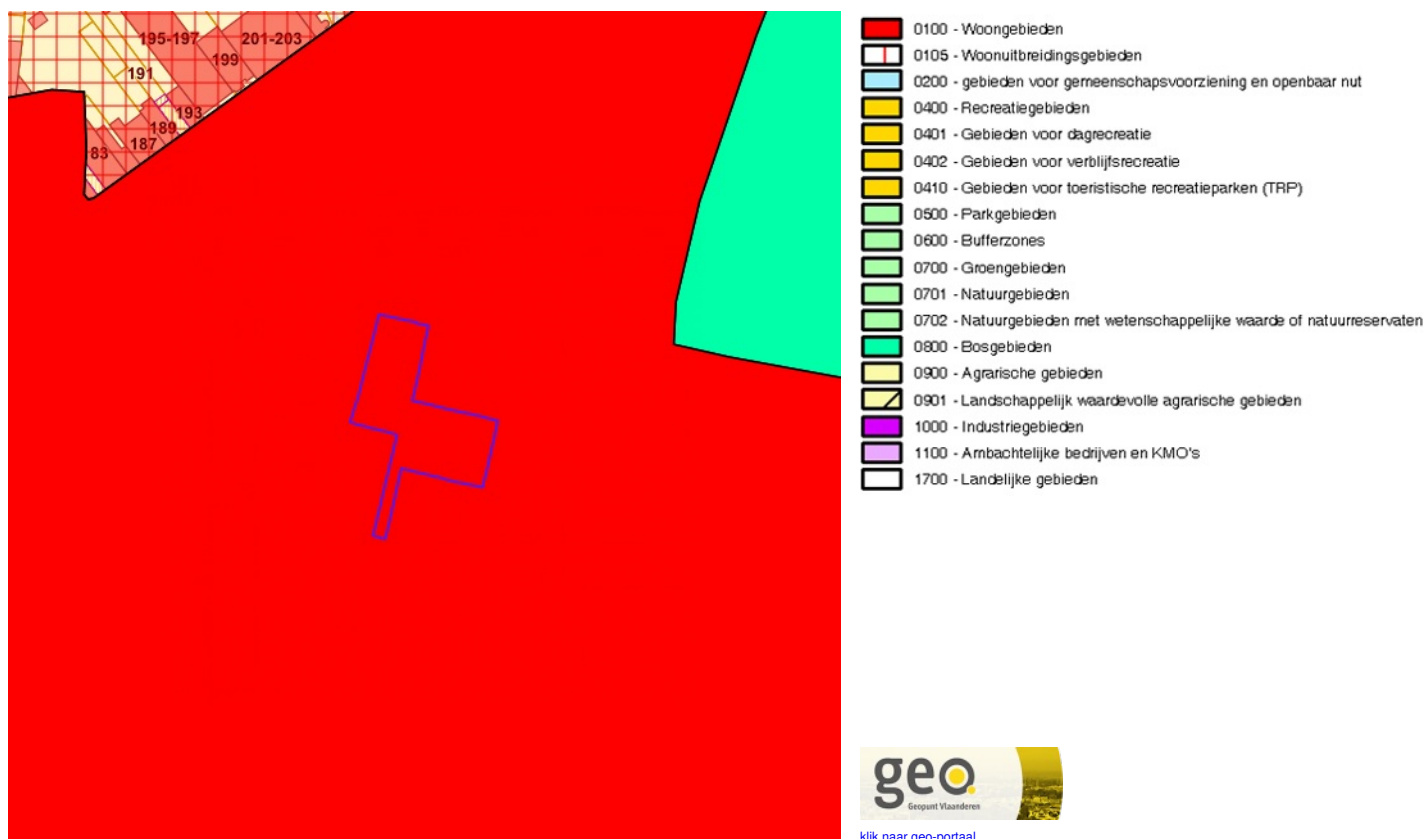 195-197
201-203
199
191
193
189
187
83
0100 - Woongebieden
0105 - Woonuitbreidingsgebieden
0200 - gebieden voor gemeenschapsvoorziening en openbaar nut
0400 - Recreatiegebieden
0401 - Gebieden voor dagrecreatie
0402 - Gebieden voor verblijfsrecreatie
0410 - Gebieden voor toeristische recreatieparken (TRP)
0500 - Parkgebieden
0600 - Bufferzones
0700 - Groengebieden
0701 - Natuurgebieden
0702 - Natuurgebieden met wetenschappelijke waarde of natuurreservaten
0800 - Bosgebieden
0900 - Agrarische gebieden
0901 - Landschappelijk waardevolle agrarische gebieden
1000 - Industriegebieden
1100 - Ambachtelijke bedrijven en KMO's
1700 - Landelijke gebieden
geo
Geopunt Vlaanderen
klik naar geo-portaal